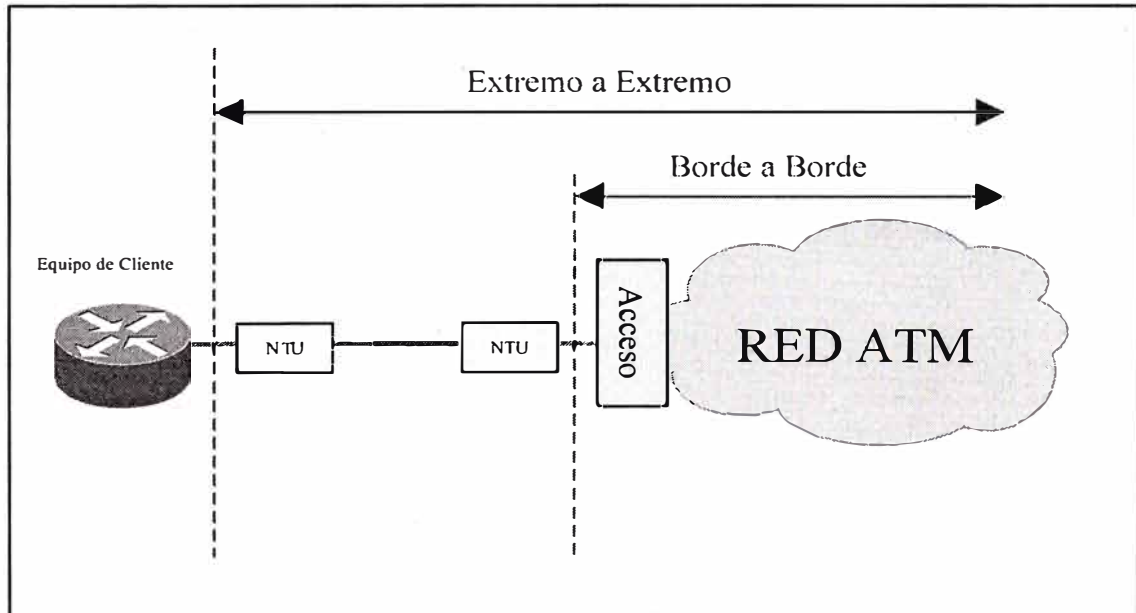 Extremo a Extremo
Borde a Borde
Equipo de Cliente
NTU
NTU
Acceso
RED ATM